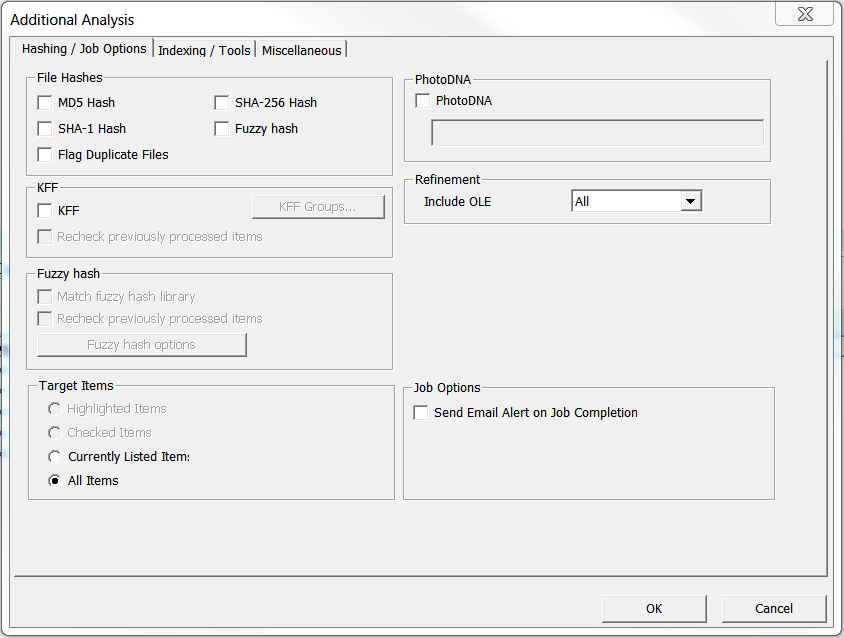 Additional Analysis
Hashing / Job Options
Indexing / Tools
Miscellaneous
File Hashes
MD5 Hash
SHA-256 Hash
SHA-1 Hash
Fuzzy hash
Flag Duplicate Files
PhotoDNA
PhotoDNA
KFF
KFF
KFF Groups...
Recheck previously processed items
Refinement
Include OLE
All
Fuzzy hash
Match fuzzy hash library
Recheck previously processed items
Fuzzy hash options
Target Items
Highlighted Items
Checked Items
Currently Listed Items
All Items
Job Options
Send Email Alert on Job Completion
OK
Cancel